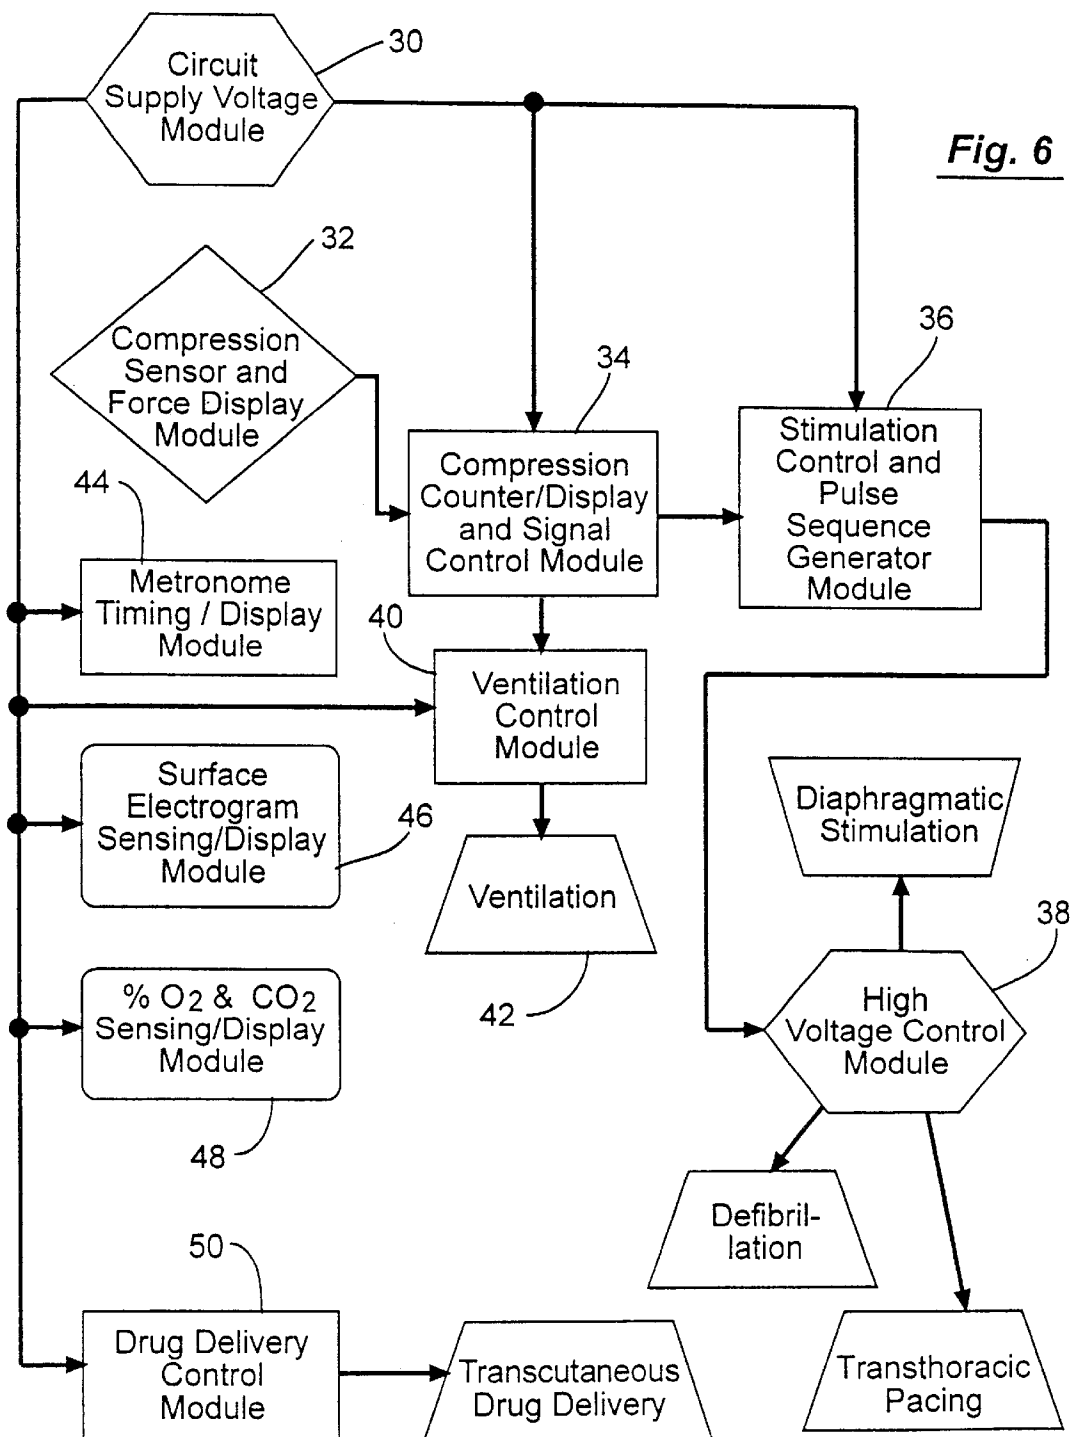 30
Circuit
Supply Voltage
Module
Fig. 6
32
Compression
Sensor and
Force Display
Module
34
Compression
Counter/Display
and Signal
Control Module
36
Stimulation
Control and
Pulse
Sequence
Generator
Module
44
Metronome
Timing / Display
Module
40
Ventilation
Control
Module
Surface
Electrogram
Sensing/Display
Module
46
Ventilation
42
Diaphragmatic
Stimulation
38
High
Voltage Control
Module
% O2 & CO2
Sensing/Display
Module
48
Defibril-
lation
50
Drug Delivery
Control
Module
Transcutaneous
Drug Delivery
Transthoracic
Pacing